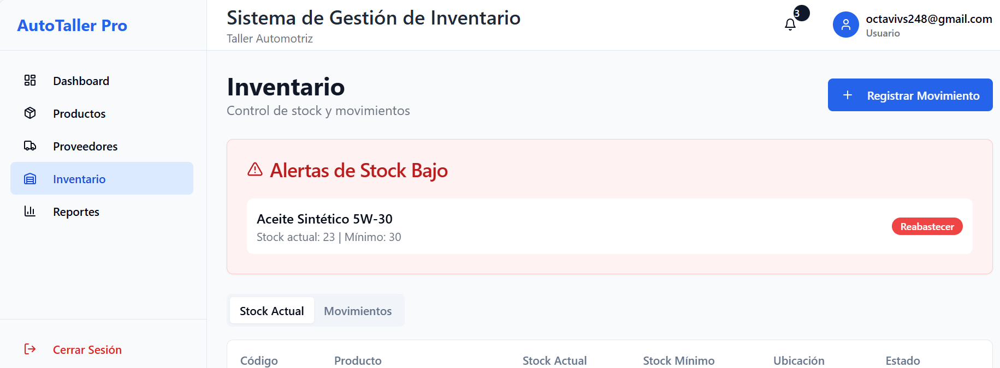 AutoTaller Pro
Sistema de Gestión de Inventario
Taller Automotriz
3
octavivs248@gmail.com
Usuario
Dashboard
Productos
Proveedores
Inventario
Reportes
Cerrar Sesión
Inventario
Control de stock y movimientos
Registrar Movimiento
Alertas de Stock Bajo
Aceite Sintético 5W-30
Stock actual: 23 | Mínimo: 30
Reabastecer
Stock Actual Movimientos
Código Producto Stock Actual Stock Mínimo Ubicación Estado